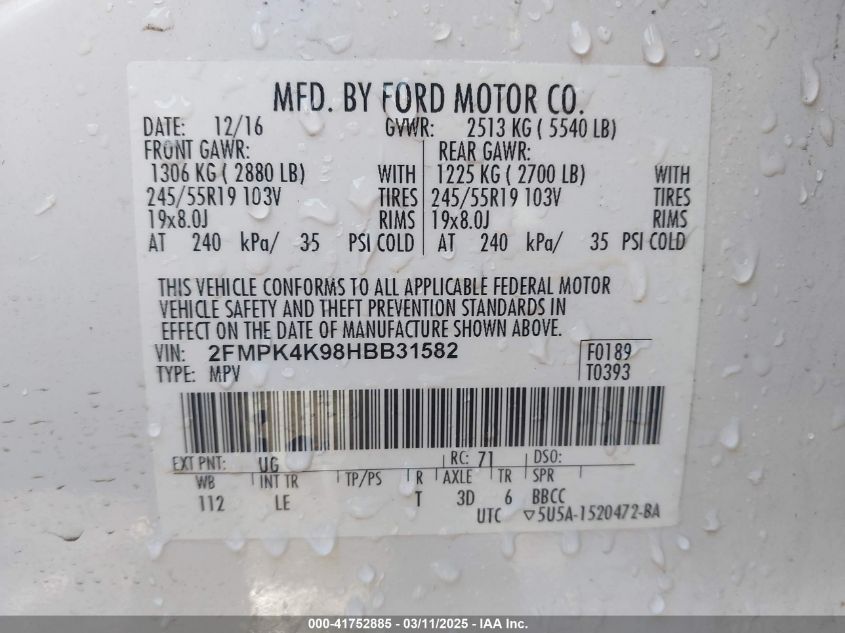 MFD. BY FORD MOTOR CO.
DATE: 12/16 GVWR: 2513 KG ( 5540 LB)
FRONT GAWR: REAR GAWR:
1306 KG ( 2880 LB) WITH 1225 KG ( 2700 LB) WITH
245/55R19 103V TIRES 245/55R19 103V TIRES
19x8.0J RIMS 19x8.0J RIMS
AT 240 kPa/ 35 PSI COLD AT 240 kPa/ 35 PSI COLD
THIS VEHICLE CONFORMS TO ALL APPLICABLE FEDERAL MOTOR
VEHICLE SAFETY AND THEFT PREVENTION STANDARDS IN
EFFECT ON THE DATE OF MANUFACTURE SHOWN ABOVE.
VIN: 2FMPK4K98HBB31582 F0189
TYPE: MPV T0393
EXT PNT: UG RC: 71 DSO:
WB INT TR TP/PS R AXLE TR SPR
112 LE T 3D 6 BBCC
UTC ▽5U5A-1520472-BA
000-41752885 - 03/11/2025 - IAA Inc.